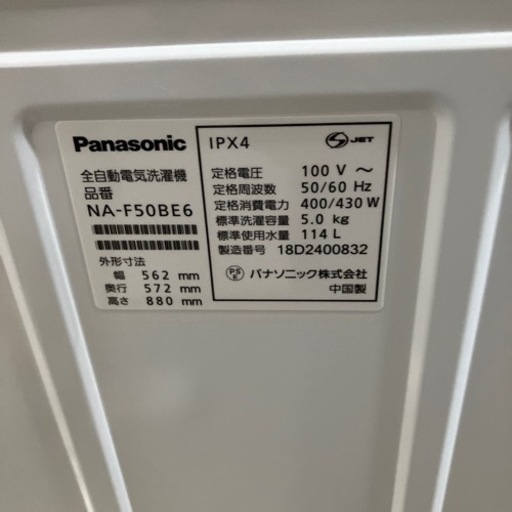 Panasonic
全自動電気洗濯機
品番
NA-F50BE6
外形寸法
幅 562 mm
奥行 572 mm
高さ 880 mm
IPX4
S JET
定格電圧 100 V ～
定格周波数 50/60 Hz
定格消費電力 400/430 W
標準洗濯容量 5.0 kg
標準使用水量 114 L
製造番号 18D2400832
PS E パナソニック株式会社
中国製